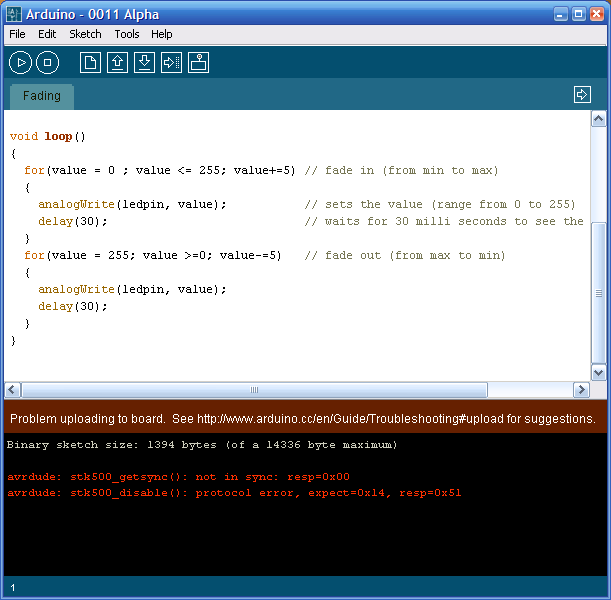 Arduino - 0011 Alpha
File Edit Sketch Tools Help
Fading
void loop()
{
  for(value = 0 ; value <= 255; value+=5) // fade in (from min to max)
  {
    analogWrite(ledpin, value);           // sets the value (range from 0 to 255)
    delay(30);                            // waits for 30 milli seconds to see the
  }
  for(value = 255; value >=0; value-=5)   // fade out (from max to min)
  {
    analogWrite(ledpin, value);
    delay(30);
  }
}
Problem uploading to board.  See http://www.arduino.cc/en/Guide/Troubleshooting#upload for suggestions.
Binary sketch size: 1394 bytes (of a 14336 byte maximum)
avrdude: stk500_getsync(): not in sync: resp=0x00
avrdude: stk500_disable(): protocol error, expect=0x14, resp=0x51
1